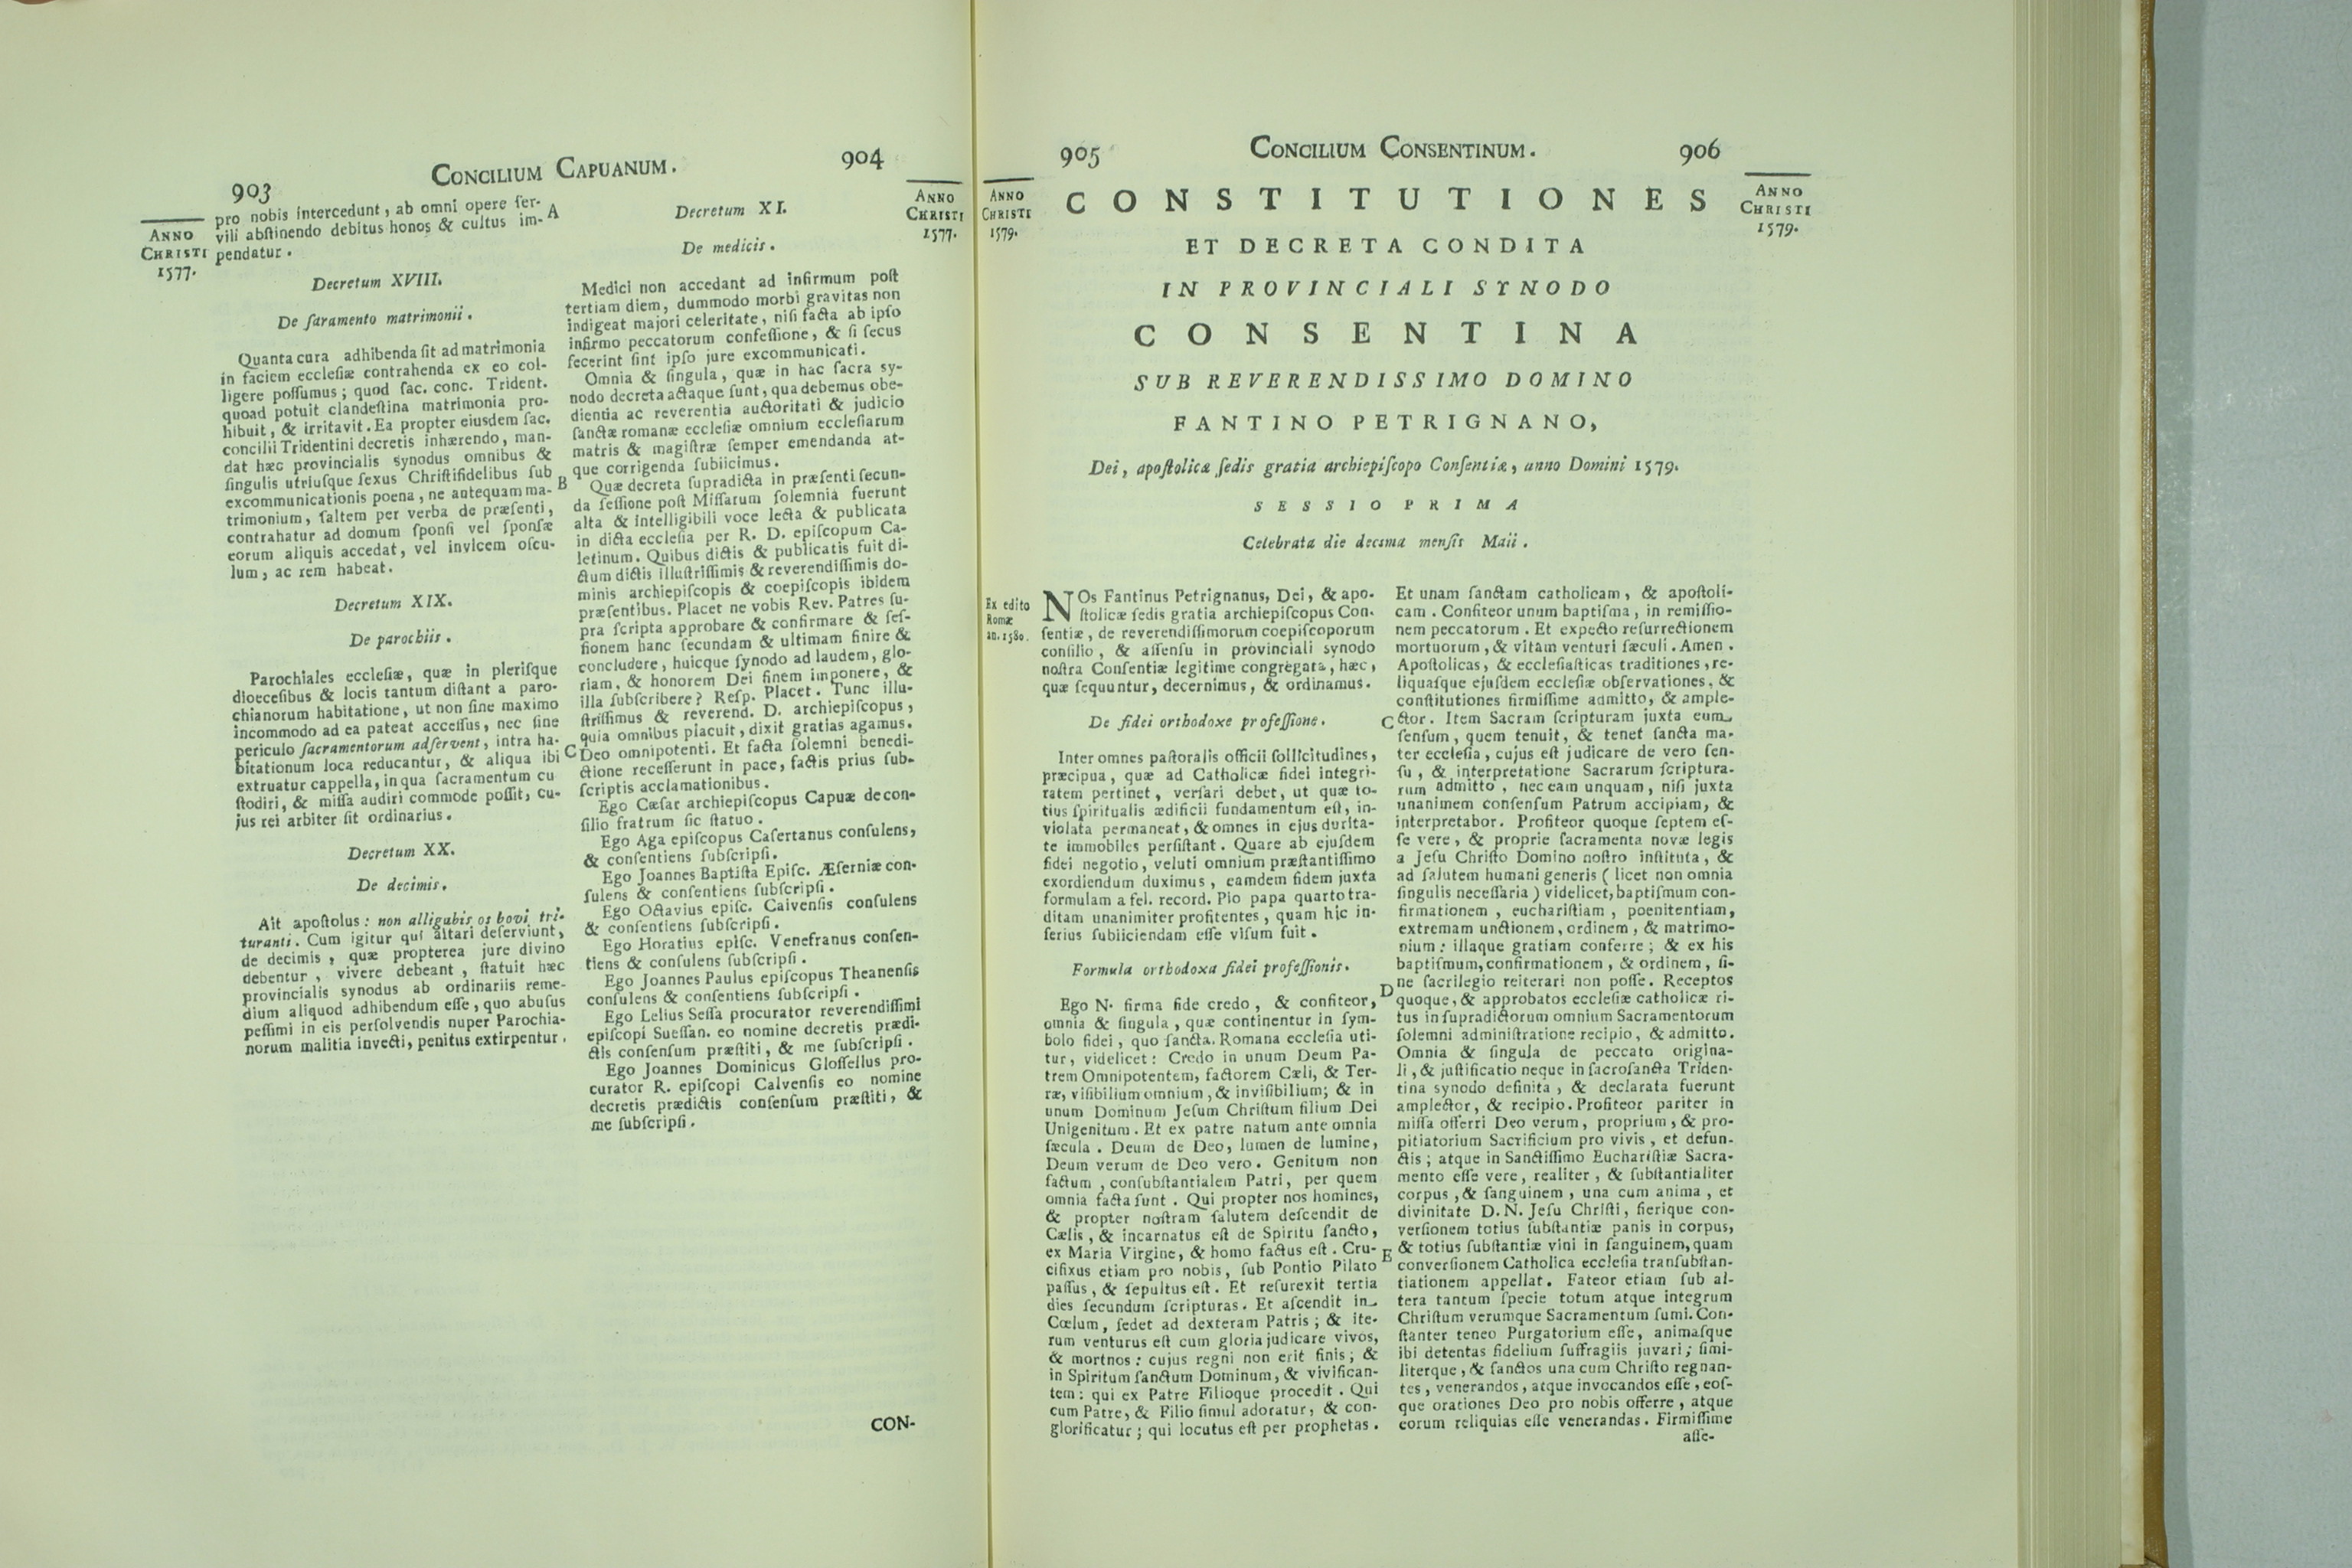 903
CONCILIUM CAPUANUM.
904
ANNO
CHRISTI
1577.
pro nobis intercedunt, ab omni opere ſer-
vili abſtinendo debitus honos & cultus im-
pendatur.
A
Decretum XVIII.
De ſaramento matrimonii.
Quanta cura adhibenda ſit ad matrimonia
in faciem eccleſiæ contrahenda ex eo col-
ligere poſſumus; quod ſac. conc. Trident.
quoad potuit clandeſtina matrimonia pro-
hibuit, & irritavit. Ea propter eiusdem ſac.
concilii Tridentini decretis inhærendo, man-
dat hæc provincialis synodus omnibus &
ſingulis utriuſque ſexus Chriſtifidelibus ſub
excommunicationis poena, ne antequam ma-
trimonium, ſaltem per verba de præſenti,
contrahatur ad domum ſponſi vel ſponſæ
eorum aliquis accedat, vel invicem oſcu-
lum, ac rem habeat.
B
Decretum XIX.
De parochiis.
Parochiales eccleſiæ, quæ in pleriſque
dioeceſibus & locis tantum diſtant a paro-
chianorum habitatione, ut non ſine maximo
incommodo ad ea pateat acceſſus, nec ſine
periculo ſacramentorum adſervent, intra ha-
bitationum loca reducantur, & aliqua ibi
extruatur cappella, in qua ſacramentum cu
ſtodiri, & miſſa audiri commode poſſit, cu-
jus rei arbiter ſit ordinarius.
C
Decretum XX.
De decimis.
Ait apoſtolus: non alligabis os bovi tri-
turanti. Cum igitur qui altari deſerviunt,
de decimis, quæ propterea jure divino
debentur, vivere debeant, ſtatuit hæc
provincialis synodus ab ordinariis reme-
dium aliquod adhibendum eſſe, quo abuſus
peſſimi in eis perſolvendis nuper Parochia-
norum malitia invecti, penitus extirpentur.
ANNO
CHRISTI
1577.
Decretum XI.
De medicis.
Medici non accedant ad infirmum poſt
tertiam diem, dummodo morbi gravitas non
indigeat majori celeritate, niſi facta ab ipſo
infirmo peccatorum confeſſione, & ſi ſecus
fecerint ſint ipſo jure excommunicati.
Omnia & ſingula, quæ in hac ſacra sy-
nodo decreta actaque ſunt, qua debemus obe-
dientia ac reverentia auctoritati & judicio
ſanctæ romanæ eccleſiæ omnium eccleſiarum
matris & magiſtræ ſemper emendanda at-
que corrigenda ſubiicimus.
Quæ decreta ſupradicta in præſenti ſecun-
da ſeſſione poſt Miſſarum ſolemnia fuerunt
alta & intelligibili voce lecta & publicata
in dicta eccleſia per R. D. epiſcopum Ca-
letinum. Quibus dictis & publicatis fuit di-
ctum dictis illuſtriſſimis & reverendiſſimis do-
minis archiepiſcopis & coepiſcopis ibidem
præſentibus. Placet ne vobis Rev. Patres ſu-
pra ſcripta approbare & confirmare & ſeſ-
ſionem hanc ſecundam & ultimam finire &
concludere, huicque ſynodo ad laudem, glo-
riam, & honorem Dei finem imponere, &
illa ſubſcribere? Reſp. Placet. Tunc illu-
ſtriſſimus & reverend. D. archiepiſcopus,
quia omnibus placuit, dixit gratias agamus.
Deo omnipotenti. Et facta ſolemni benedi-
ctione receſſerunt in pace, factis prius ſub-
ſcriptis acclamationibus.
Ego Cæſar archiepiſcopus Capuæ de con-
ſilio fratrum ſic ſtatuo.
Ego Aga epiſcopus Caſertanus conſulens,
& conſentiens ſubſcripſi.
Ego Joannes Baptiſta Epiſc. Æſerniæ con-
ſulens & conſentiens ſubſcripſi.
Ego Octavius epiſc. Caivenſis conſulens
& conſentiens ſubſcripſi.
Ego Horatius epiſc. Venefranus conſen-
tiens & conſulens ſubſcripſi.
Ego Joannes Paulus epiſcopus Theanenſis
conſulens & conſentiens ſubſcripſi.
Ego Lelius Seſſa procurator reverendiſſimi
epiſcopi Sueſſan. eo nomine decretis prædi-
ctis conſenſum præſtiti, & me ſubſcripſi.
Ego Joannes Dominicus Gloſſellus pro-
curator R. epiſcopi Calvenſis eo nomine
decretis prædictis conſenſum præſtiti, &
me ſubſcripſi.
CON-
905
CONCILIUM CONSENTINUM.
906
ANNO
CHRISTI
1579.
ANNO
CHRISTI
1579.
CONSTITUTIONES
ET DECRETA CONDITA
IN PROVINCIALI SYNODO
CONSENTINA
SUB REVERENDISSIMO DOMINO
FANTINO PETRIGNANO,
Dei, apoſtolicæ ſedis gratia archiepiſcopo Conſentiæ, anno Domini 1579.
SESSIO PRIMA
Celebrata die decima menſis Maii.
Ex edito
Romæ
an. 1580.
NOs Fantinus Petrignanus, Dei, & apo-
ſtolicæ ſedis gratia archiepiſcopus Con-
ſentiæ, de reverendiſſimorum coepiſcoporum
conſilio, & aſſenſu in provinciali synodo
noſtra Conſentiæ legitime congregata, hæc,
quæ ſequuntur, decernimus, & ordinamus.
De fidei orthodoxe profeſſione.
Inter omnes paſtoralis officii ſollicitudines,
præcipua, quæ ad Catholicæ fidei integri-
ratem pertinet, verſari debet, ut quæ to-
tius ſpiritualis ædificii fundamentum eſt, in-
violata permaneat, & omnes in ejus durita-
te immobiles perſiſtant. Quare ab ejuſdem
fidei negotio, veluti omnium præſtantiſſimo
exordiendum duximus, eamdem fidem juxta
formulam a fel. record. Pio papa quarto tra-
ditam unanimiter profitentes, quam hic in-
ferius ſubiiciendam eſſe viſum fuit.
Formula orthodoxa fidei profeſſionis.
Ego N. firma fide credo, & confiteor,
omnia & ſingula, quæ continentur in ſym-
bolo fidei, quo ſancta. Romana eccleſia uti-
tur, videlicet: Credo in unum Deum Pa-
trem Omnipotentem, factorem Cæli, & Ter-
ræ, viſibilium omnium, & inviſibilium; & in
unum Dominum Jeſum Chriſtum filium Dei
Unigenitum. Et ex patre natum ante omnia
ſæcula. Deum de Deo, lumen de lumine,
Deum verum de Deo vero. Genitum non
factum, conſubſtantialem Patri, per quem
omnia facta ſunt. Qui propter nos homines,
& propter noſtram ſalutem deſcendit de
Cælis, & incarnatus eſt de Spiritu ſancto,
ex Maria Virgine, & homo factus eſt. Cru-
cifixus etiam pro nobis, ſub Pontio Pilato
paſſus, & ſepultus eſt. Et reſurexit tertia
dies ſecundum ſcripturas. Et aſcendit in
Cœlum, ſedet ad dexteram Patris; & ite-
rum venturus eſt cum gloria judicare vivos,
& mortnos: cujus regni non erit finis; &
in Spiritum ſanctum Dominum, & vivifican-
tem: qui ex Patre Filioque procedit. Qui
cum Patre, & Filio ſimul adoratur, & con-
glorificatur; qui locutus eſt per prophetas.
C
D
E
Et unam ſanctam catholicam, & apoſtoli-
cam. Confiteor unum baptiſma, in remiſſio-
nem peccatorum. Et expecto reſurrectionem
mortuorum, & vitam venturi ſæculi. Amen.
Apoſtolicas, & eccleſiaſticas traditiones, re-
liquaſque ejuſdem eccleſiæ obſervationes, &
conſtitutiones firmiſſime admitto, & ample-
ctor. Item Sacram ſcripturam juxta eum
ſenſum, quem tenuit, & tenet ſancta ma-
ter eccleſia, cujus eſt judicare de vero ſen-
ſu, & interpretatione Sacrarum ſcriptura-
rum admitto, nec eam unquam, niſi juxta
unanimem conſenſum Patrum accipiam, &
interpretabor. Profiteor quoque ſeptem eſ-
ſe vere, & proprie ſacramenta novæ legis
a Jeſu Chriſto Domino noſtro inſtituta, &
ad ſalutem humani generis (licet non omnia
ſingulis neceſſaria) videlicet, baptiſmum con-
firmationem, euchariſtiam, poenitentiam,
extremam unctionem, ordinem, & matrimo-
nium: illaque gratiam conferre; & ex his
baptiſmum, confirmationem, & ordinem, ſi-
ne ſacrilegio reiterari non poſſe. Receptos
quoque, & approbatos eccleſiæ catholicæ ri-
tus in ſupradictorum omnium Sacramentorum
ſolemni adminiſtratione recipio, & admitto.
Omnia & ſingula de peccato origina-
li, & juſtificatio neque in ſacroſancta Triden-
tina synodo definita, & declarata fuerunt
amplector, & recipio. Profiteor pariter in
miſſa offerri Deo verum, proprium, & pro-
pitiatorium Sacrificium pro vivis, et defun-
ctis; atque in Sanctiſſimo Euchariſtiæ Sacra-
mento eſſe vere, realiter, & ſubſtantialiter
corpus, & ſanguinem, una cum anima, et
divinitate D. N. Jeſu Chriſti, fierique con-
verſionem totius ſubſtantiæ panis in corpus,
& totius ſubſtantiæ vini in ſanguinem, quam
converſionem Catholica eccleſia tranſubſtan-
tiationem appellat. Fateor etiam ſub al-
tera tantum ſpecie totum atque integrum
Chriſtum verumque Sacramentum ſumi. Con-
ſtanter teneo Purgatorium eſſe, animaſque
ibi detentas fidelium ſuffragiis juvari; ſimi-
literque, & ſanctos una cum Chriſto regnan-
tes, venerandos, atque invocandos eſſe, eoſ-
que orationes Deo pro nobis offerre, atque
eorum reliquias eſſe venerandas. Firmiſſime
aſſe-